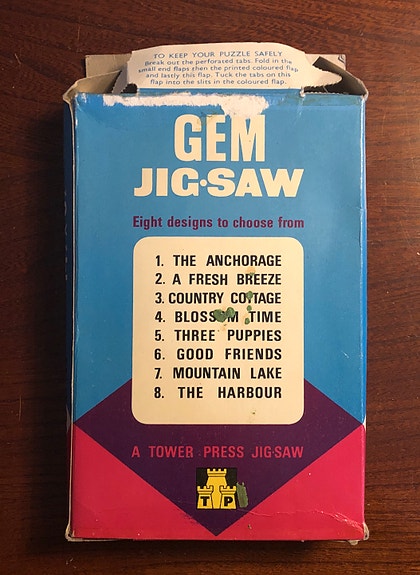 TO KEEP YOUR PUZZLE SAFELY
Break out the perforated tabs. Fold in the
small end flaps then the printed coloured flap
and lastly this flap. Tuck the tabs on this
flap into the slits in the coloured flap.
GEM
JIG·SAW
Eight designs to choose from
1. THE ANCHORAGE
2. A FRESH BREEZE
3. COUNTRY COTTAGE
4. BLOSSOM TIME
5. THREE PUPPIES
6. GOOD FRIENDS
7. MOUNTAIN LAKE
8. THE HARBOUR
A TOWER PRESS JIG·SAW
T P